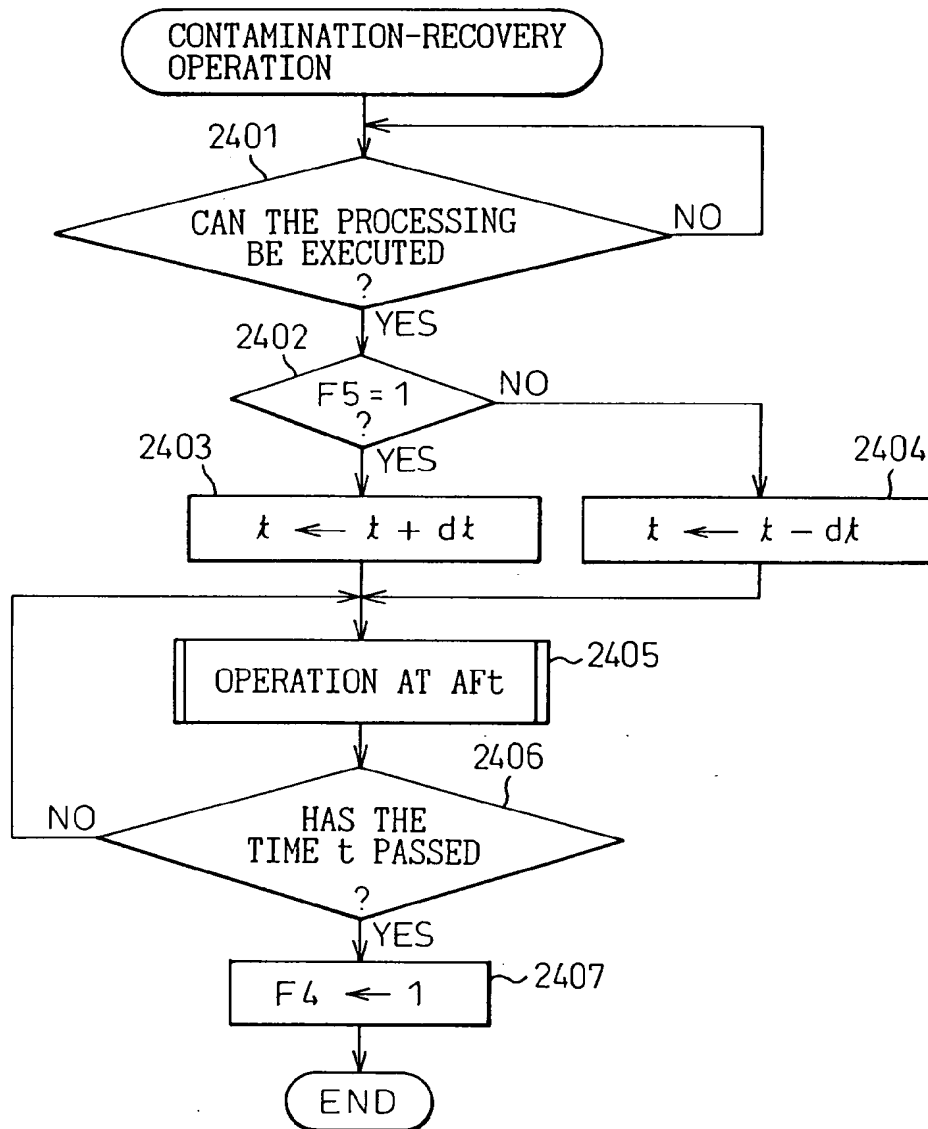 CONTAMINATION-RECOVERY
OPERATION
2401
CAN THE PROCESSING
BE EXECUTED
?
NO
YES
2402
F5=1
?
NO
YES
2403
t ← t + dt
2404
t ← t - dt
OPERATION AT AFt
2405
2406
HAS THE
TIME t PASSED
?
NO
YES
F4 ← 1
2407
END